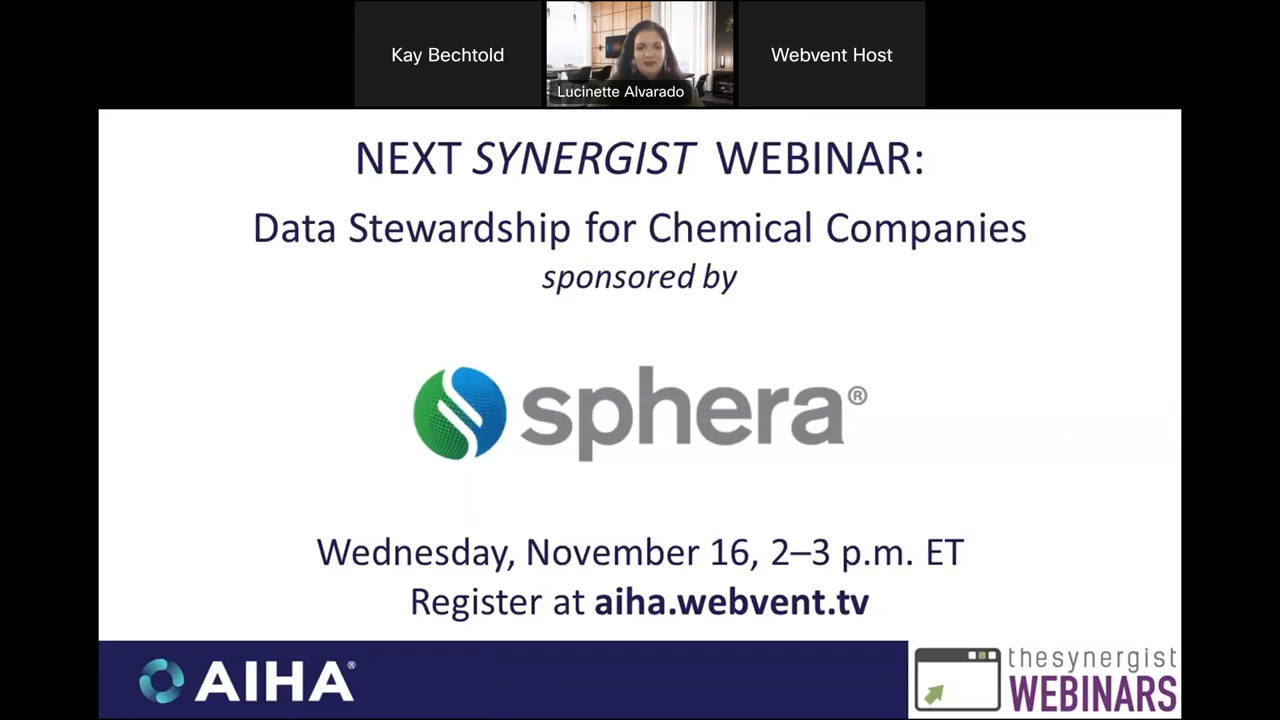 Kay Bechtold
Lucinette Alvarado
Webvent Host
NEXT SYNERGIST WEBINAR:
Data Stewardship for Chemical Companies
sponsored by
sphera®
Wednesday, November 16, 2–3 p.m. ET
Register at aiha.webvent.tv
AIHA®
thesynergist
WEBINARS